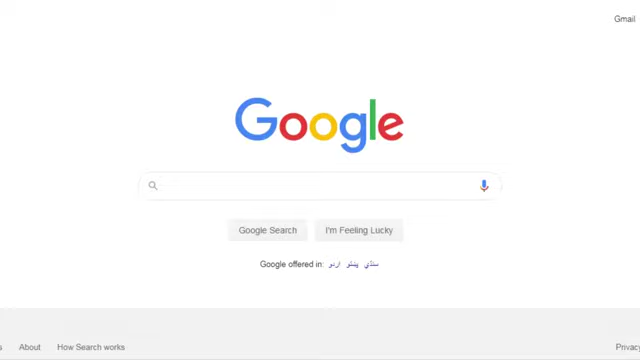 Gmail
Google
Google Search I'm Feeling Lucky
Google offered in: اردو پښتو سنڌي
About How Search works Privacy